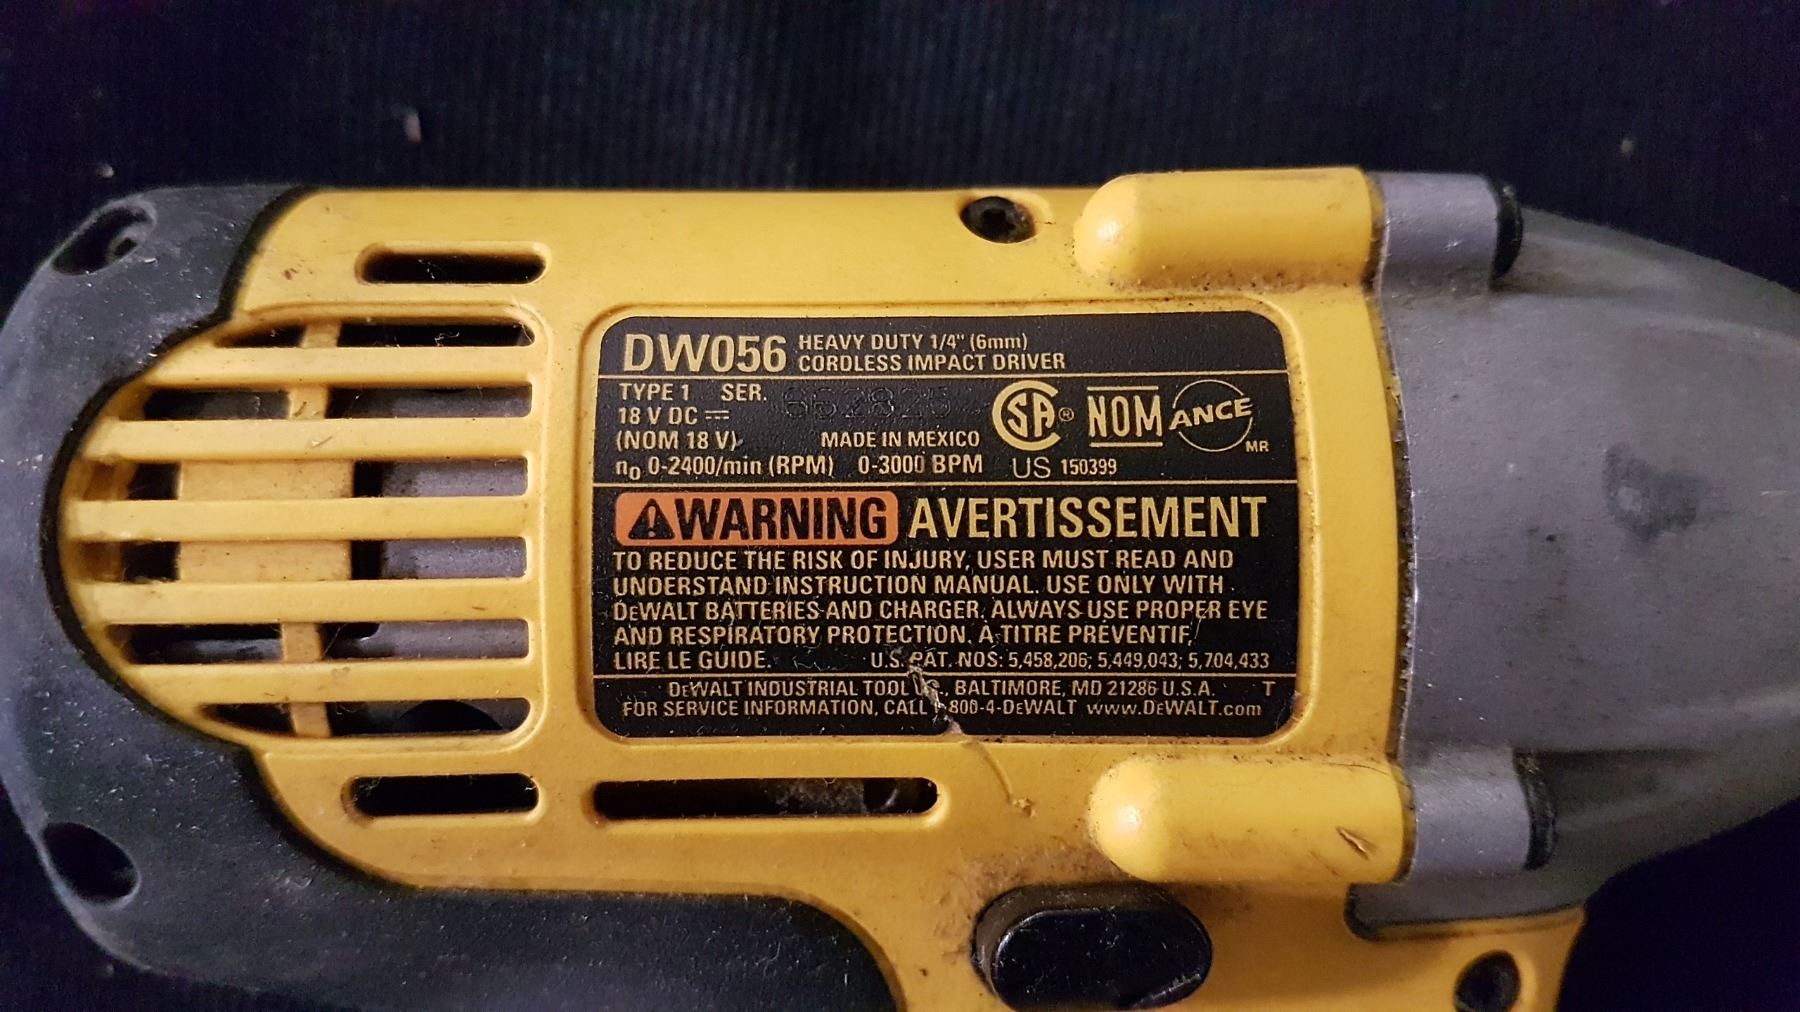 DW056 HEAVY DUTY 1/4" (6mm)
CORDLESS IMPACT DRIVER
TYPE 1 SER.
18 V DC ⎓
(NOM 18 V) MADE IN MEXICO
n₀ 0-2400/min (RPM) 0-3000 BPM
SA ®
US 150399
NOM
ANCE
MR
WARNING AVERTISSEMENT
TO REDUCE THE RISK OF INJURY, USER MUST READ AND
UNDERSTAND INSTRUCTION MANUAL. USE ONLY WITH
DEWALT BATTERIES AND CHARGER. ALWAYS USE PROPER EYE
AND RESPIRATORY PROTECTION. À TITRE PRÉVENTIF,
LIRE LE GUIDE. U.S. PAT. NOS: 5,458,206; 5,449,043; 5,704,433
DEWALT INDUSTRIAL TOOL , BALTIMORE, MD 21286 U.S.A. T
FOR SERVICE INFORMATION, CALL 800-4-DEWALT www.DEWALT.com